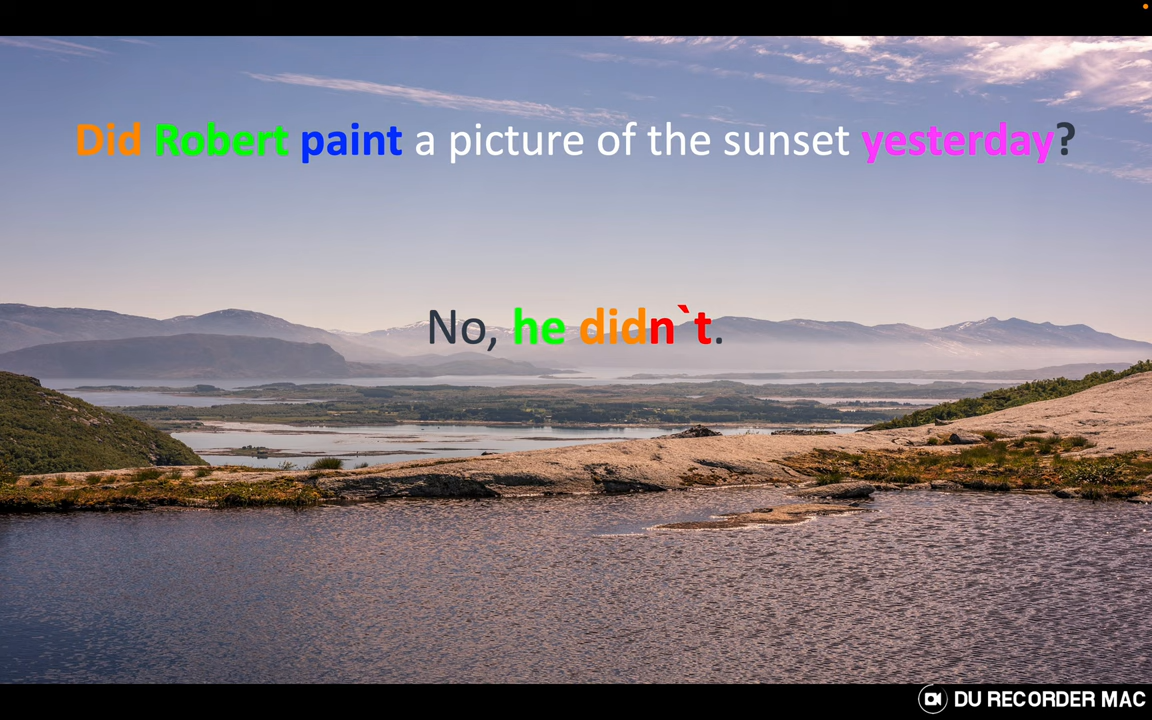 Did Robert paint a picture of the sunset yesterday?
No, he didn`t.
DU RECORDER MAC